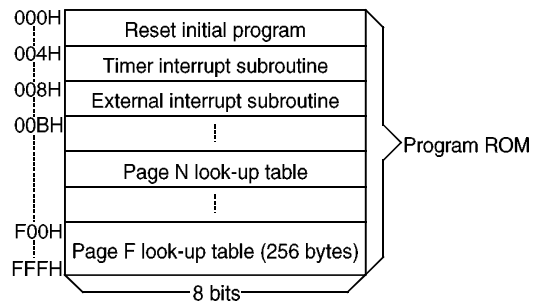 000H
Reset initial program
004H
Timer interrupt subroutine
008H
External interrupt subroutine
00BH
Program ROM
Page N look-up table
F00H
Page F look-up table (256 bytes)
FFFH
8 bits